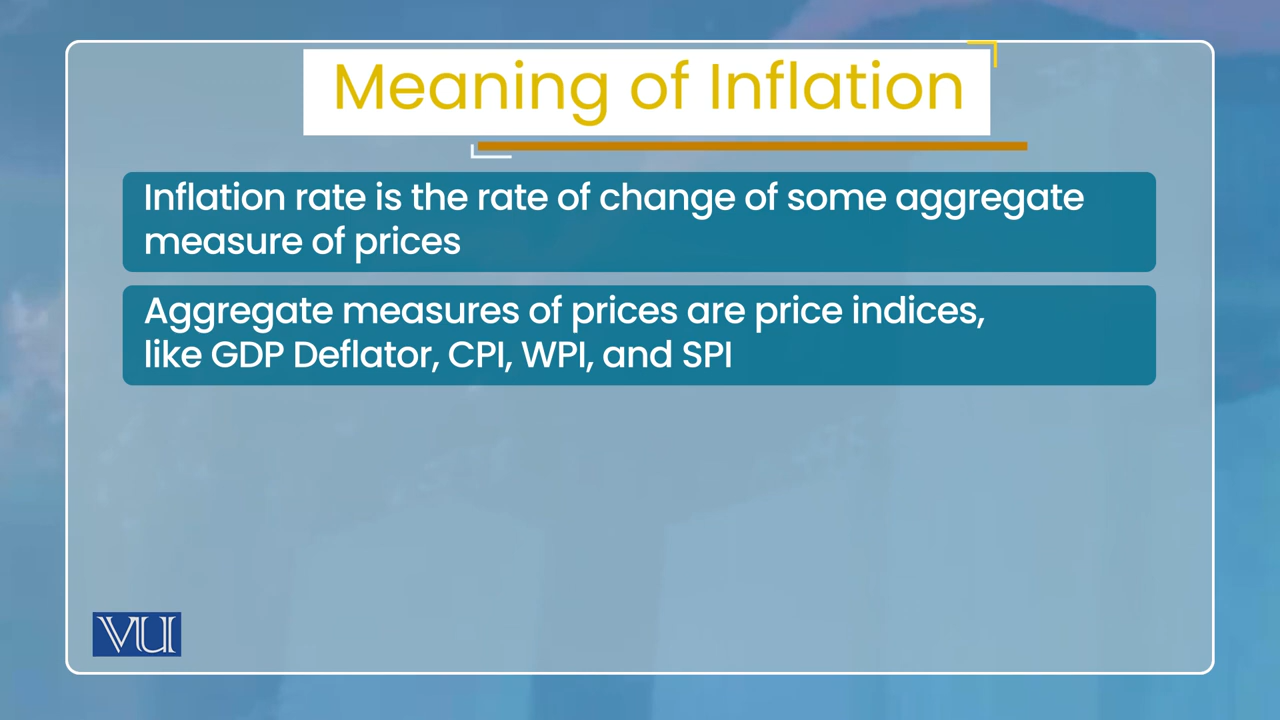 Meaning of Inflation
Inflation rate is the rate of change of some aggregate
measure of prices
Aggregate measures of prices are price indices,
like GDP Deflator, CPI, WPI, and SPI
VU